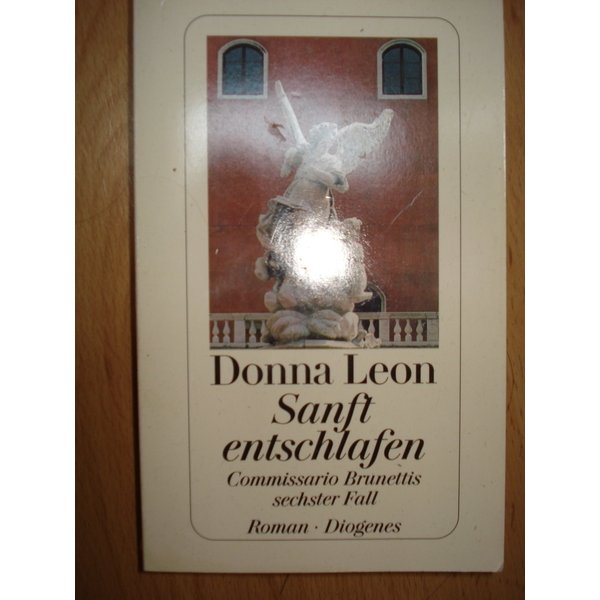 Donna Leon
Sanft
entschlafen
Commissario Brunettis
sechster Fall
Roman · Diogenes